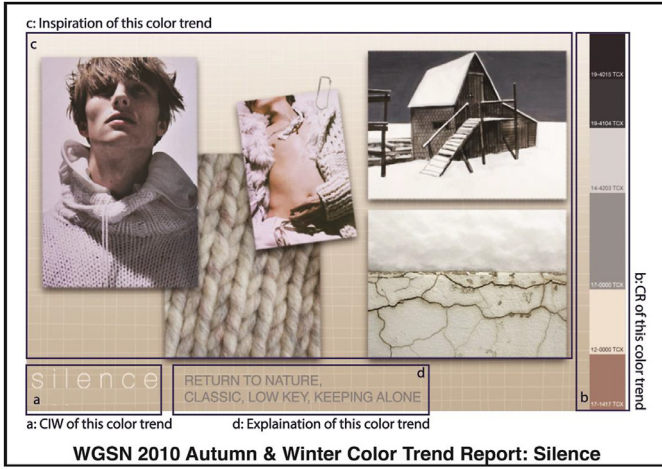 c: Inspiration of this color trend
c
19-4015 TCX
19-4104 TCX
14-4203 TCX
17-0000 TCX
12-0000 TCX
17-1417 TCX
b
b: CR of this color trend
silence
a
d
RETURN TO NATURE,
CLASSIC, LOW KEY, KEEPING ALONE
a: CIW of this color trend
d: Explaination of this color trend
WGSN 2010 Autumn & Winter Color Trend Report: Silence